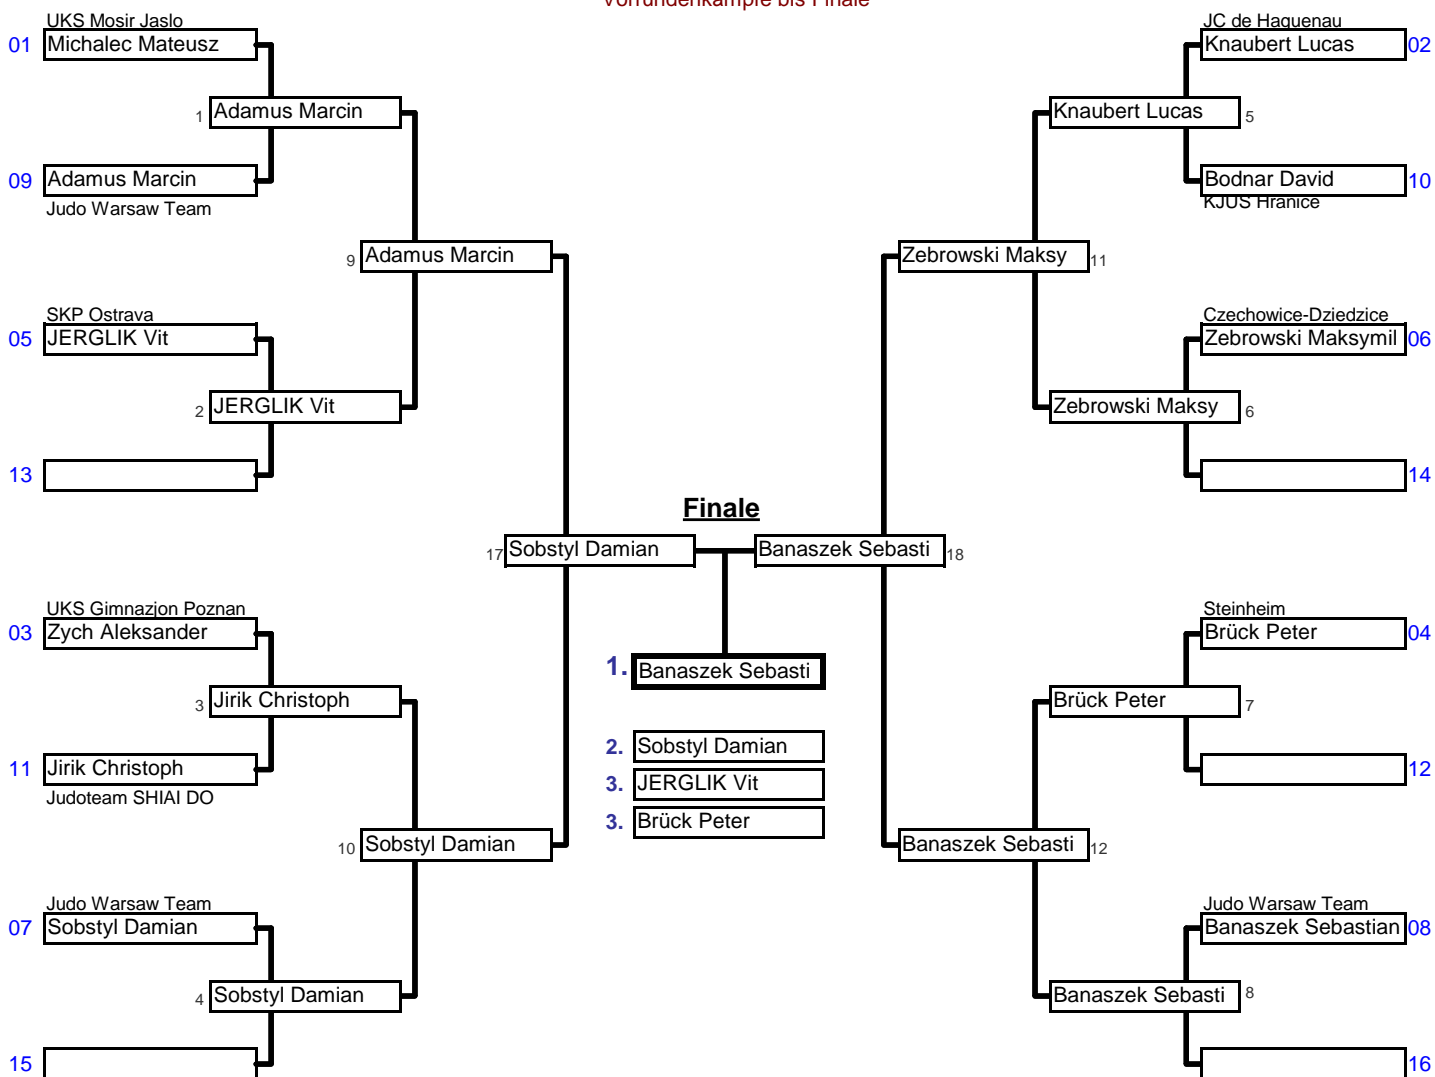 Vorrundenkämpfe bis Finale
UKS Mosir Jaslo
01 Michalec Mateusz
1 Adamus Marcin
09 Adamus Marcin
Judo Warsaw Team
9 Adamus Marcin
SKP Ostrava
05 JERGLIK Vit
2 JERGLIK Vit
13
17 Sobstyl Damian
UKS Gimnazjon Poznan
03 Zych Aleksander
3 Jirik Christoph
11 Jirik Christoph
Judoteam SHIAI DO
10 Sobstyl Damian
Judo Warsaw Team
07 Sobstyl Damian
4 Sobstyl Damian
15
Finale
1. Banaszek Sebasti
2. Sobstyl Damian
3. JERGLIK Vit
3. Brück Peter
JC de Haguenau
Knaubert Lucas 02
Knaubert Lucas 5
Bodnar David 10
KJUS Hranice
Zebrowski Maksy 11
Czechowice-Dziedzice
Zebrowski Maksymil 06
Zebrowski Maksy 6
14
Banaszek Sebasti 18
Steinheim
Brück Peter 04
Brück Peter 7
12
Banaszek Sebasti 12
Judo Warsaw Team
Banaszek Sebastian 08
Banaszek Sebasti 8
16